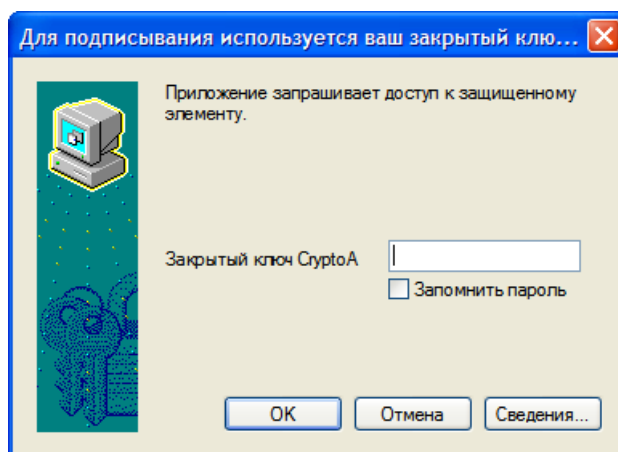 Для подписывания используется ваш закрытый клю...
Приложение запрашивает доступ к защищенному
элементу.
Закрытый ключ CryptoA
Запомнить пароль
OK
Отмена
Сведения...